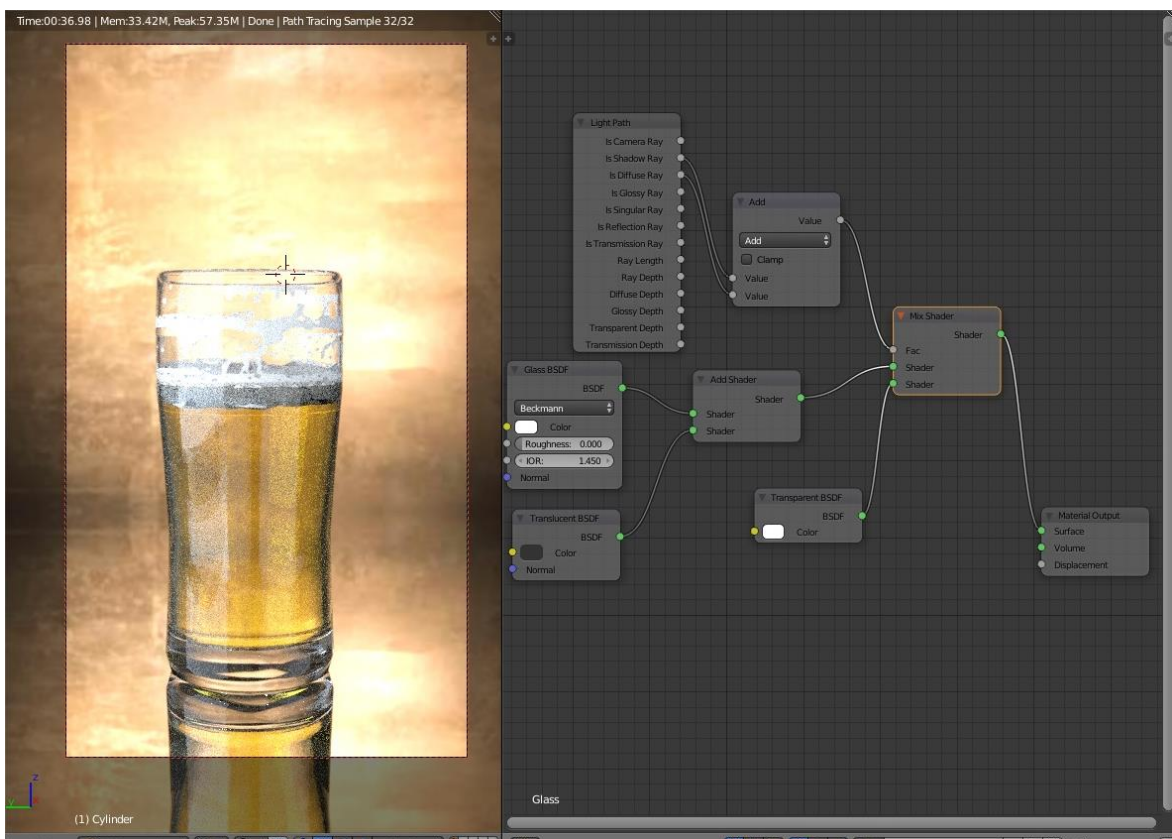 Time:00:36.98 | Mem:33.42M, Peak:57.35M | Done | Path Tracing Sample 32/32
Light Path
Is Camera Ray
Is Shadow Ray
Is Diffuse Ray
Is Glossy Ray
Is Singular Ray
Is Reflection Ray
Is Transmission Ray
Ray Length
Ray Depth
Diffuse Depth
Glossy Depth
Transparent Depth
Transmission Depth
Add
Value
Add
Clamp
Value
Value
Mix Shader
Shader
Fac
Shader
Shader
Glass BSDF
BSDF
Beckmann
Color
Roughness: 0.000
IOR: 1.450
Normal
Add Shader
Shader
Shader
Shader
Translucent BSDF
BSDF
Color
Normal
Transparent BSDF
BSDF
Color
Material Output
Surface
Volume
Displacement
z
y
(1) Cylinder
Glass